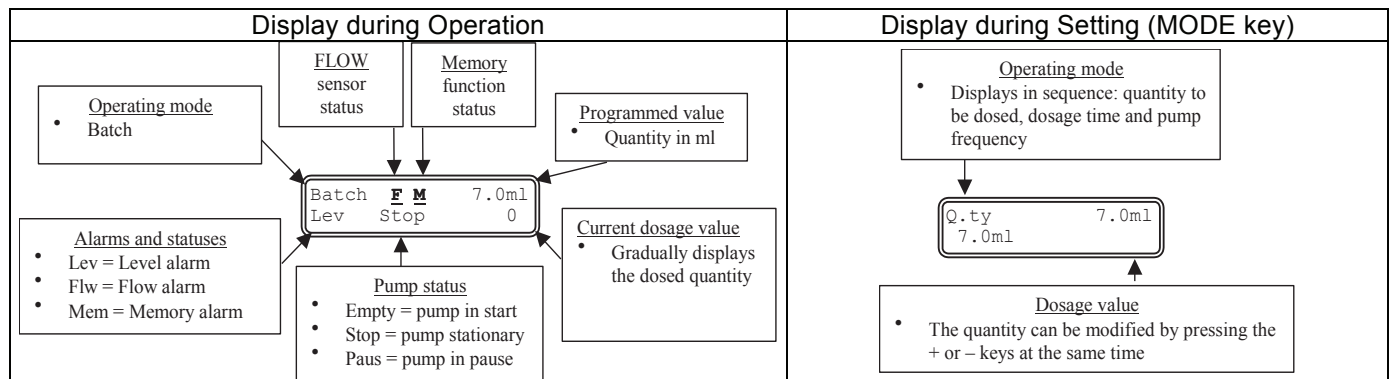 Display during Operation
Display during Setting (MODE key)
FLOW
sensor
status
Memory
function
status
Operating mode
• Batch
Programmed value
• Quantity in ml
Batch F M 7.0ml
Lev Stop 0
Alarms and statuses
• Lev = Level alarm
• Flw = Flow alarm
• Mem = Memory alarm
Pump status
• Empty = pump in start
• Stop = pump stationary
• Paus = pump in pause
Current dosage value
• Gradually displays
the dosed quantity
Operating mode
• Displays in sequence: quantity to
be dosed, dosage time and pump
frequency
Q.ty 7.0ml
7.0ml
Dosage value
• The quantity can be modified by pressing the
+ or – keys at the same time